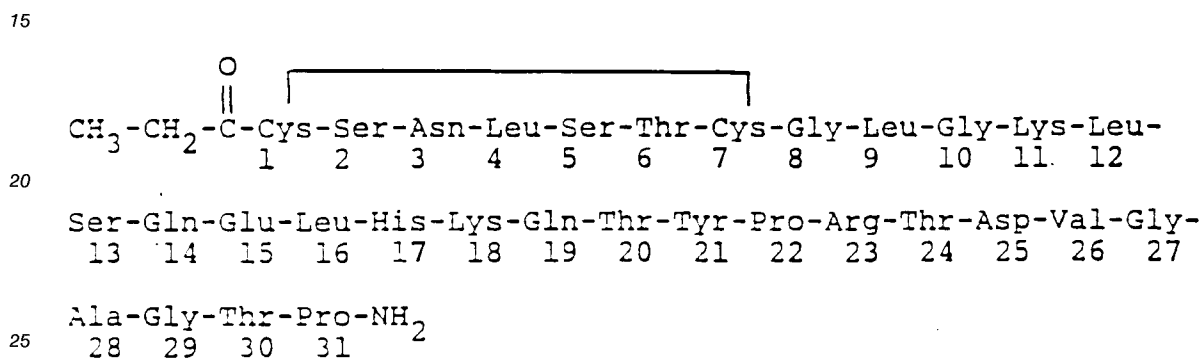 15
O
||
CH3-CH2-C-Cys-Ser-Asn-Leu-Ser-Thr-Cys-Gly-Leu-Gly-Lys-Leu-
1 2 3 4 5 6 7 8 9 10 11. 12
20
Ser-Gln-Glu-Leu-His-Lys-Gln-Thr-Tyr-Pro-Arg-Thr-Asp-Val-Gly-
13 14 15 16 17 18 19 20 21 22 23 24 25 26 27
Ala-Gly-Thr-Pro-NH2
25
28 29 30 31